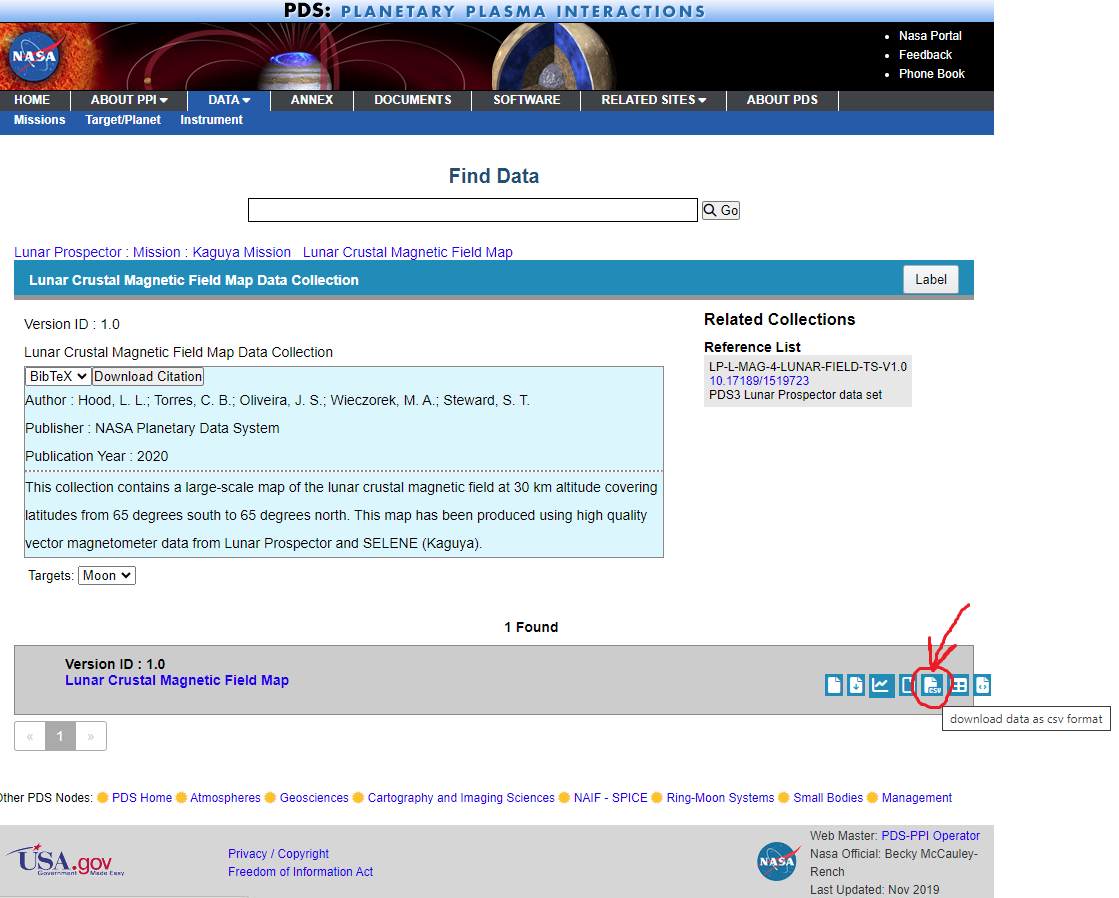 PDS: PLANETARY PLASMA INTERACTIONS
NASA
Nasa Portal
Feedback
Phone Book
HOME ABOUT PPI DATA ANNEX DOCUMENTS SOFTWARE RELATED SITES ABOUT PDS
Missions Target/Planet Instrument
Find Data
Go
Lunar Prospector : Mission : Kaguya Mission Lunar Crustal Magnetic Field Map
Lunar Crustal Magnetic Field Map Data Collection Label
Version ID : 1.0
Lunar Crustal Magnetic Field Map Data Collection
BibTeX Download Citation
Author : Hood, L. L.; Torres, C. B.; Oliveira, J. S.; Wieczorek, M. A.; Steward, S. T.
Publisher : NASA Planetary Data System
Publication Year : 2020
This collection contains a large-scale map of the lunar crustal magnetic field at 30 km altitude covering
latitudes from 65 degrees south to 65 degrees north. This map has been produced using high quality
vector magnetometer data from Lunar Prospector and SELENE (Kaguya).
Targets: Moon
Related Collections
Reference List
LP-L-MAG-4-LUNAR-FIELD-TS-V1.0
10.17189/1519723
PDS3 Lunar Prospector data set
1 Found
Version ID : 1.0
Lunar Crustal Magnetic Field Map
CSV
download data as csv format
« 1 »
Other PDS Nodes: PDS Home Atmospheres Geosciences Cartography and Imaging Sciences NAIF - SPICE Ring-Moon Systems Small Bodies Management
USA.gov
Government Made Easy
Privacy / Copyright
Freedom of Information Act
NASA
Web Master: PDS-PPI Operator
Nasa Official: Becky McCauley-
Rench
Last Updated: Nov 2019